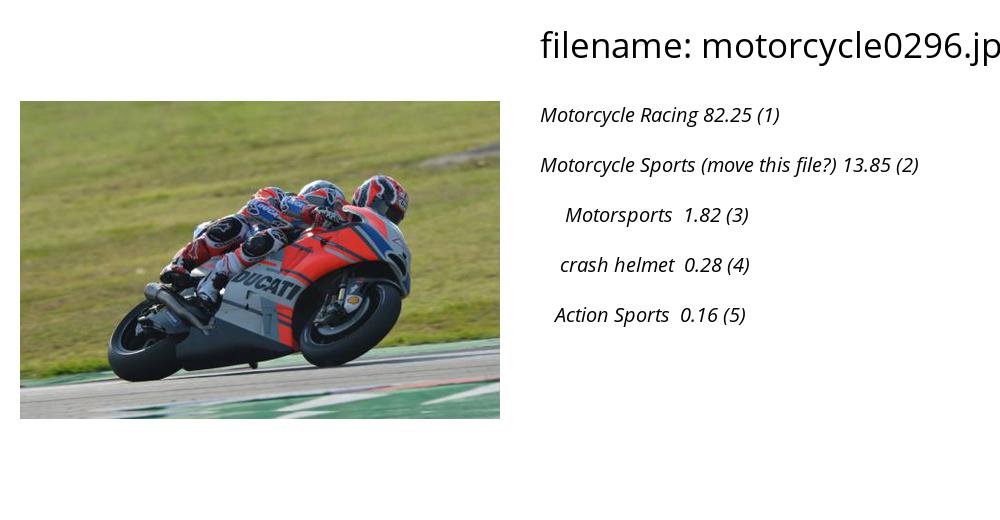 filename: motorcycle0296.jp
Motorcycle Racing 82.25 (1)
Motorcycle Sports (move this file?) 13.85 (2)
Motorsports 1.82 (3)
crash helmet 0.28 (4)
Action Sports 0.16 (5)
DUCATI